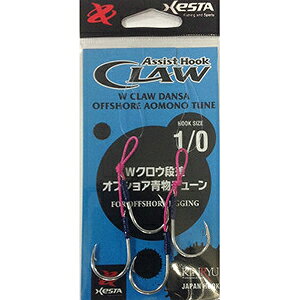 XESTA
Fishing and Sports
Assist Hook
CLAW
W CLAW DANSA
OFFSHORE AOMONO TUNE
HOOK SIZE
1/0
Wクロウ段差
オフショア青物チューン
FOR OFFSHORE JIGGING
JAPAN HOOK